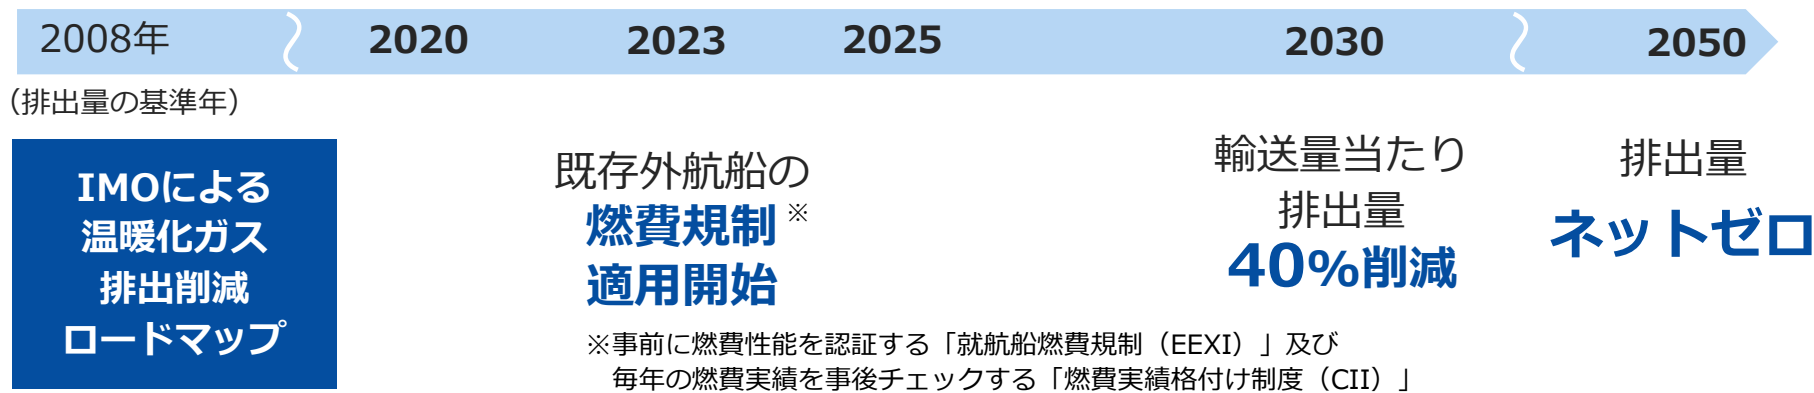 2008年 2020 2023 2025 2030 2050
（排出量の基準年）
IMOによる
温暖化ガス
排出削減
ロードマップ
既存外航船の
燃費規制※
適用開始
輸送量当たり
排出量
40%削減
排出量
ネットゼロ
※事前に燃費性能を認証する「就航船燃費規制（EEXI）」及び
毎年の燃費実績を事後チェックする「燃費実績格付け制度（CII）」